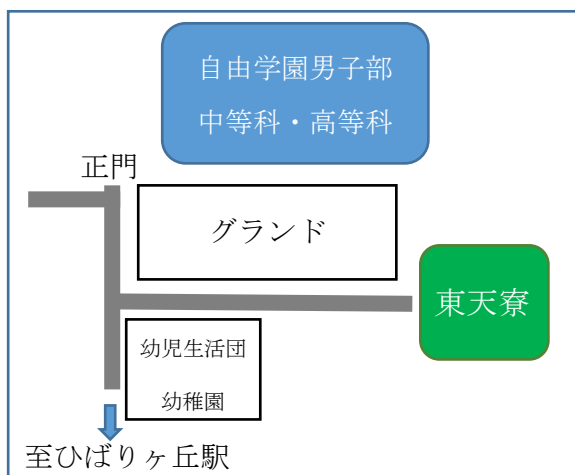 自由学園男子部
中等科・高等科
正門
グランド
東天寮
幼児生活団
幼稚園
至ひばりヶ丘駅